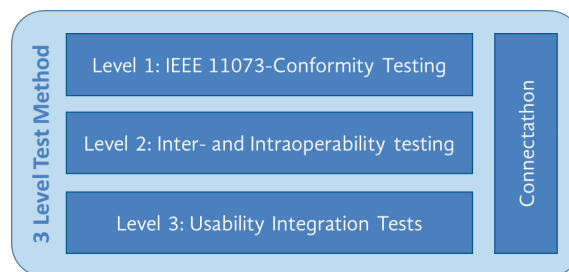 3 Level Test Method
Level 1: IEEE 11073-Conformity Testing
Level 2: Inter- and Intraoperability testing
Level 3: Usability Integration Tests
Connectathon